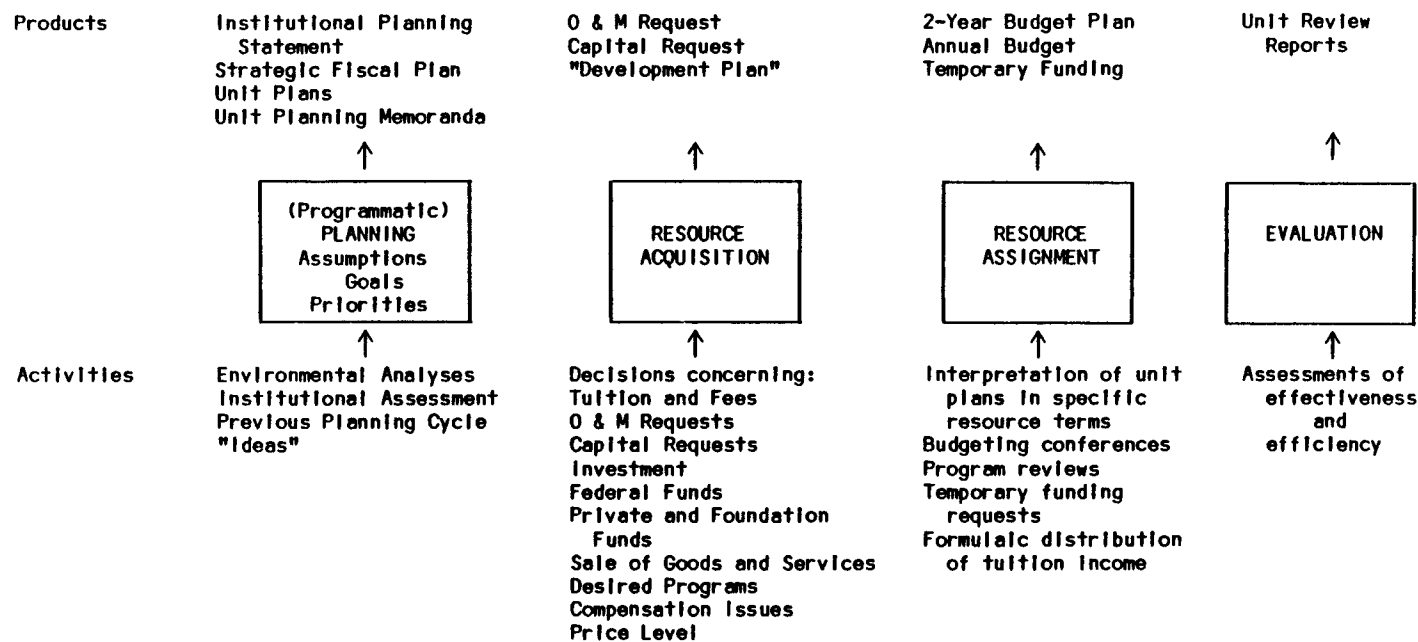 Products
Institutional Planning
Statement
Strategic Fiscal Plan
Unit Plans
Unit Planning Memoranda
O & M Request
Capital Request
"Development Plan"
2-Year Budget Plan
Annual Budget
Temporary Funding
Unit Review
Reports
(Programmatic)
PLANNING
Assumptions
Goals
Priorities
RESOURCE
ACQUISITION
RESOURCE
ASSIGNMENT
EVALUATION
Activities
Environmental Analyses
Institutional Assessment
Previous Planning Cycle
"Ideas"
Decisions concerning:
Tuition and Fees
O & M Requests
Capital Requests
Investment
Federal Funds
Private and Foundation
Funds
Sale of Goods and Services
Desired Programs
Compensation Issues
Price Level
Interpretation of unit
plans in specific
resource terms
Budgeting conferences
Program reviews
Temporary funding
requests
Formulaic distribution
of tuition income
Assessments of
effectiveness
and
efficiency